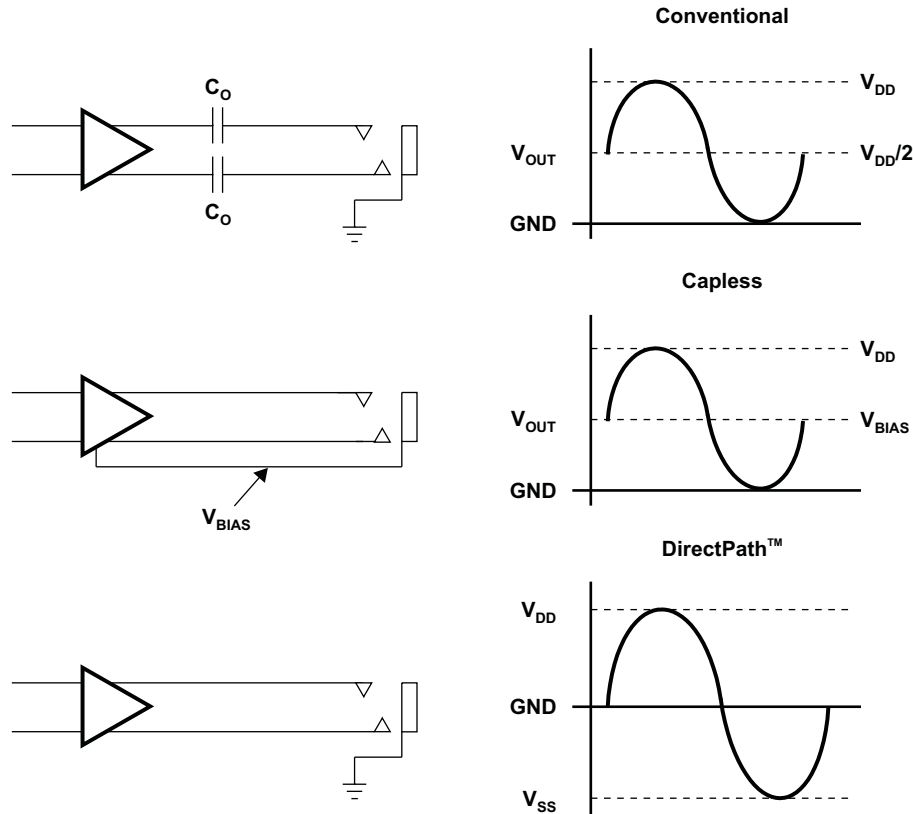 Conventional
C_O
C_O
V_DD
V_OUT
V_DD/2
GND
Capless
V_DD
V_OUT
V_BIAS
GND
V_BIAS
DirectPath™
V_DD
GND
V_SS